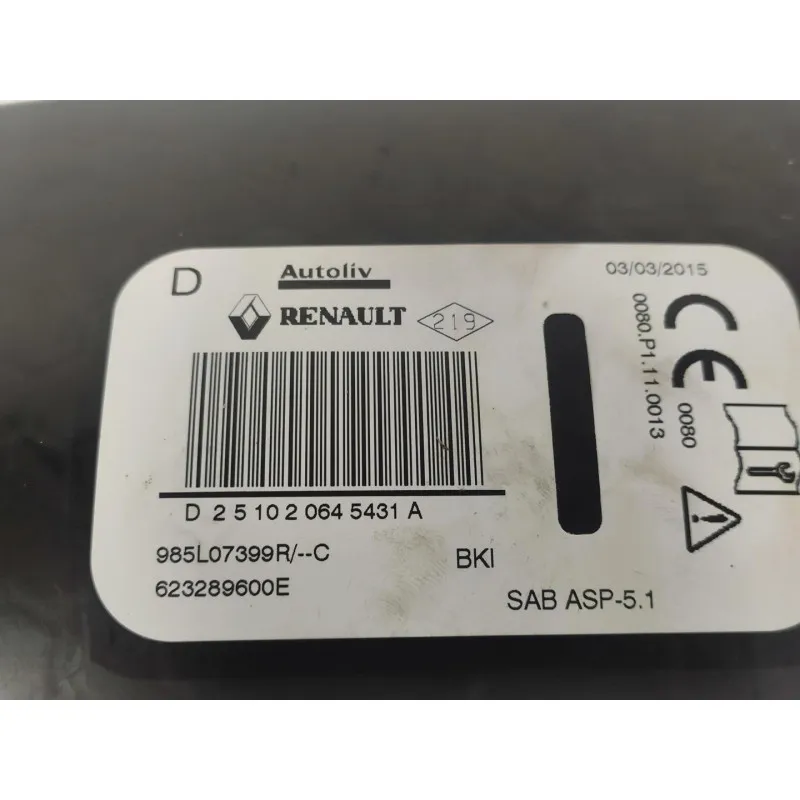 D
Autoliv
RENAULT
219
03/03/2015
0080.P1.11.0013
CE
0080
D 2 5 10 2 064 5431 A
985L07399R/--C
BKI
623289600E
SAB ASP-5.1